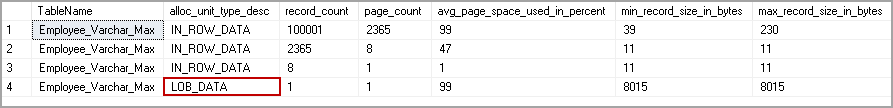 TableName alloc_unit_type_desc record_count page_count avg_page_space_used_in_percent min_record_size_in_bytes max_record_size_in_bytes
1 Employee_Varchar_Max IN_ROW_DATA 100001 2365 99 39 230
2 Employee_Varchar_Max IN_ROW_DATA 2365 8 47 11 11
3 Employee_Varchar_Max IN_ROW_DATA 8 1 1 11 11
4 Employee_Varchar_Max LOB_DATA 1 1 99 8015 8015